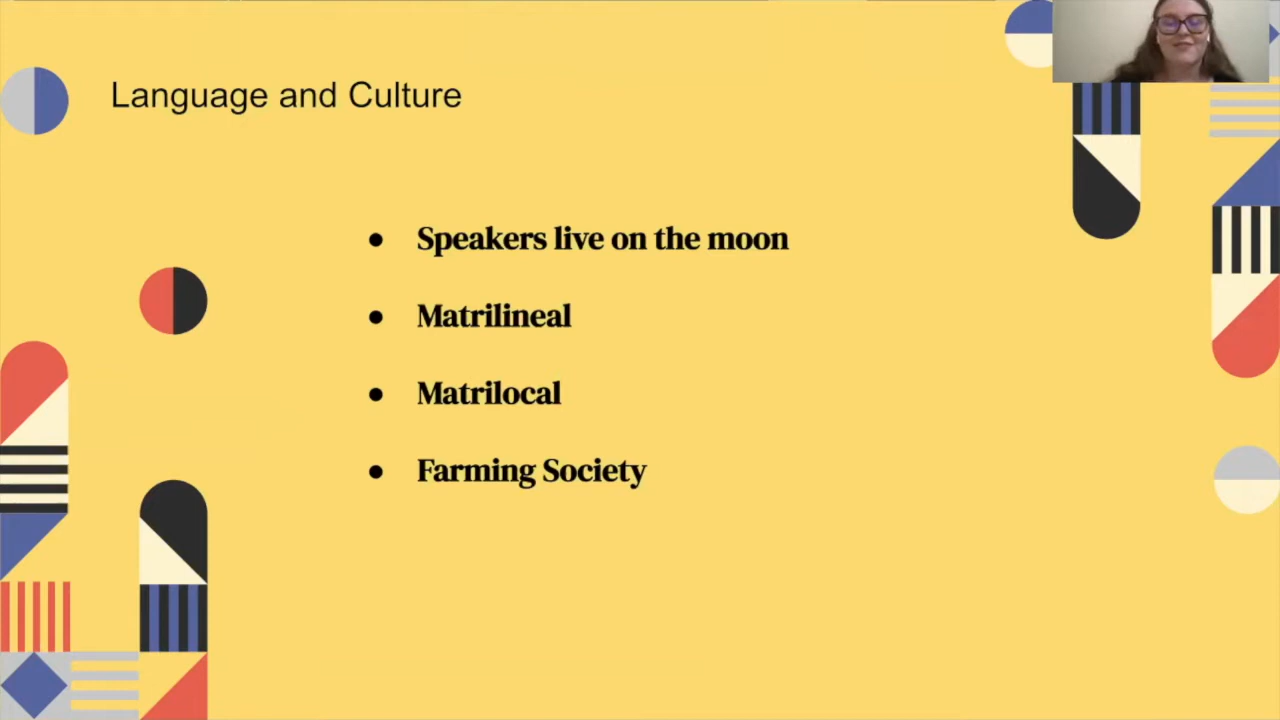 Language and Culture
● Speakers live on the moon
● Matrilineal
● Matrilocal
● Farming Society